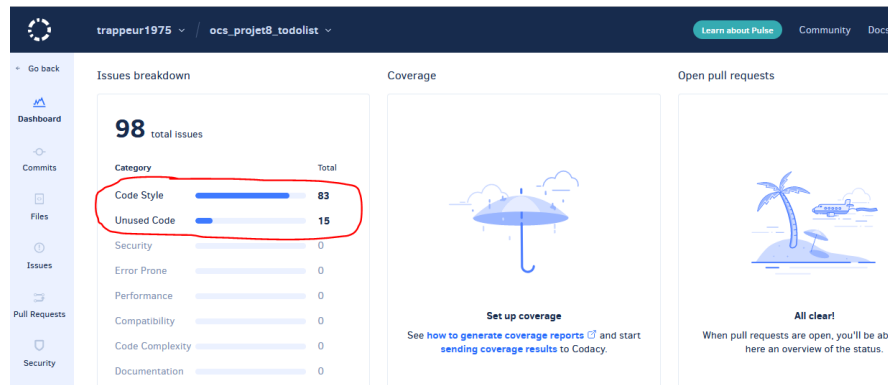 trappeur1975 / ocs_projet8_todolist
Learn about Pulse Community Docs
Go back
Dashboard
Commits
Files
Issues
Pull Requests
Security
Issues breakdown
98 total issues
Category Total
Code Style 83
Unused Code 15
Security 0
Error Prone 0
Performance 0
Compatibility 0
Code Complexity 0
Documentation 0
Coverage
Set up coverage
See how to generate coverage reports and start
sending coverage results to Codacy.
Open pull requests
All clear!
When pull requests are open, you'll be ab
here an overview of the status.